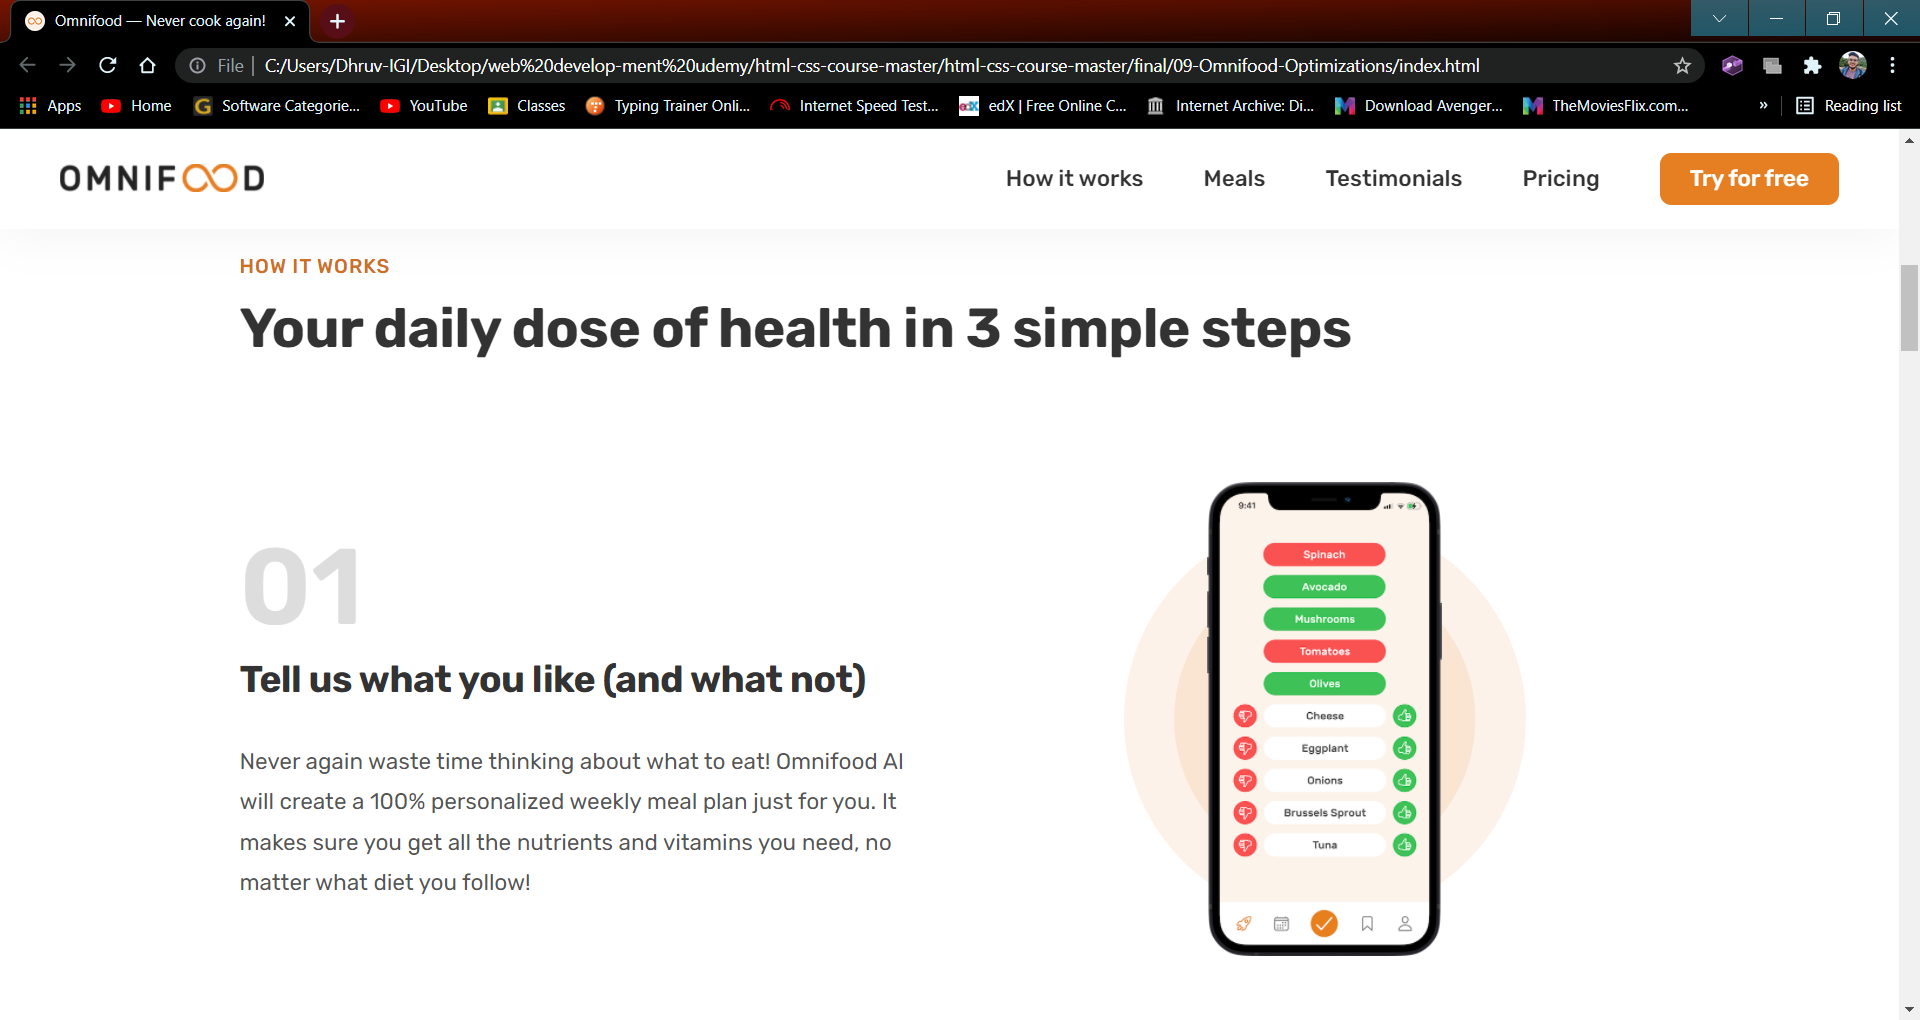 Omnifood — Never cook again!
File
C:/Users/Dhruv-IGI/Desktop/web%20develop-ment%20udemy/html-css-course-master/html-css-course-master/final/09-Omnifood-Optimizations/index.html
Apps
Home
Software Categorie...
YouTube
Classes
Typing Trainer Onli...
Internet Speed Test...
edX | Free Online C...
Internet Archive: Di...
Download Avenger...
TheMoviesFlix.com...
»
Reading list
OMNIFOOD
How it works
Meals
Testimonials
Pricing
Try for free
HOW IT WORKS
Your daily dose of health in 3 simple steps
01
Tell us what you like (and what not)
Never again waste time thinking about what to eat! Omnifood AI
will create a 100% personalized weekly meal plan just for you. It
makes sure you get all the nutrients and vitamins you need, no
matter what diet you follow!
9:41
Spinach
Avocado
Mushrooms
Tomatoes
Olives
Cheese
Eggplant
Onions
Brussels Sprout
Tuna